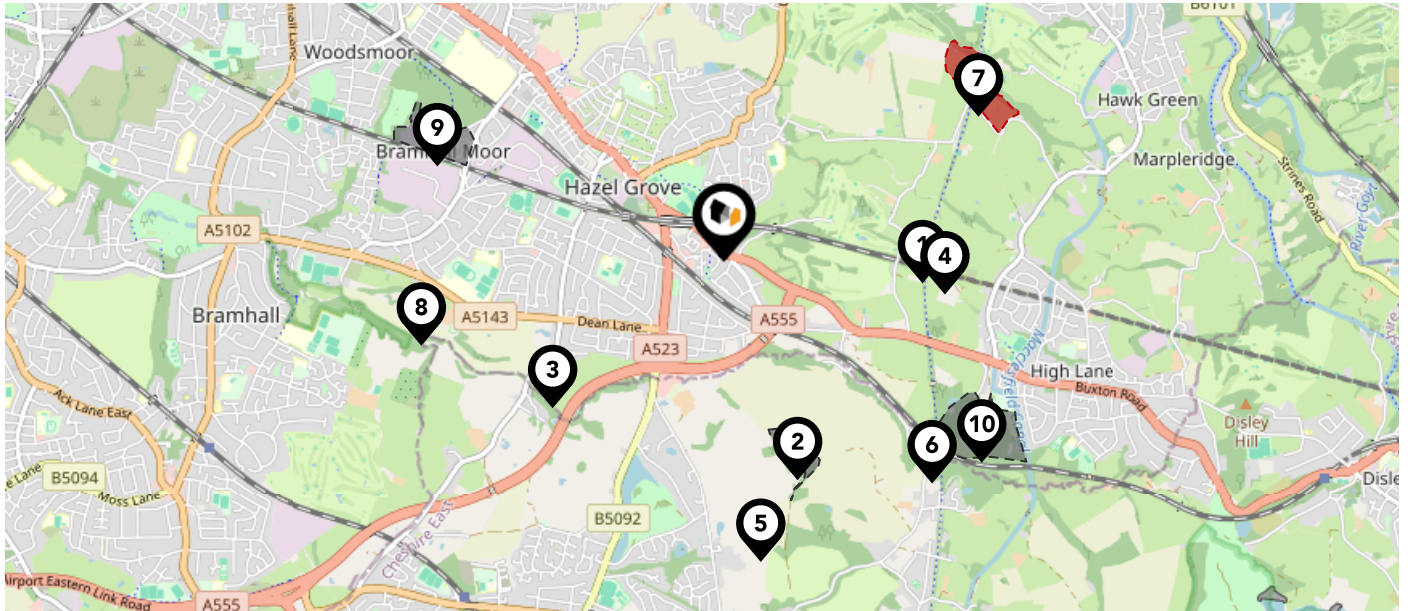 B6101
Woodsmoor
7
Hawk Green
9
Bramhall Moor
Marpleridge
Strines Road
Hazel Grove
River Goyt
A5102
1
4
8
Bramhall
A5143
Dean Lane
A555
A523
3
Macclesfield
High Lane
Buxton Road
Ack Lane East
Disley
Hill
2
6
10
B5094
Moss Lane
B5092
5
Cheshire East
Airport Eastern Link Road
A555